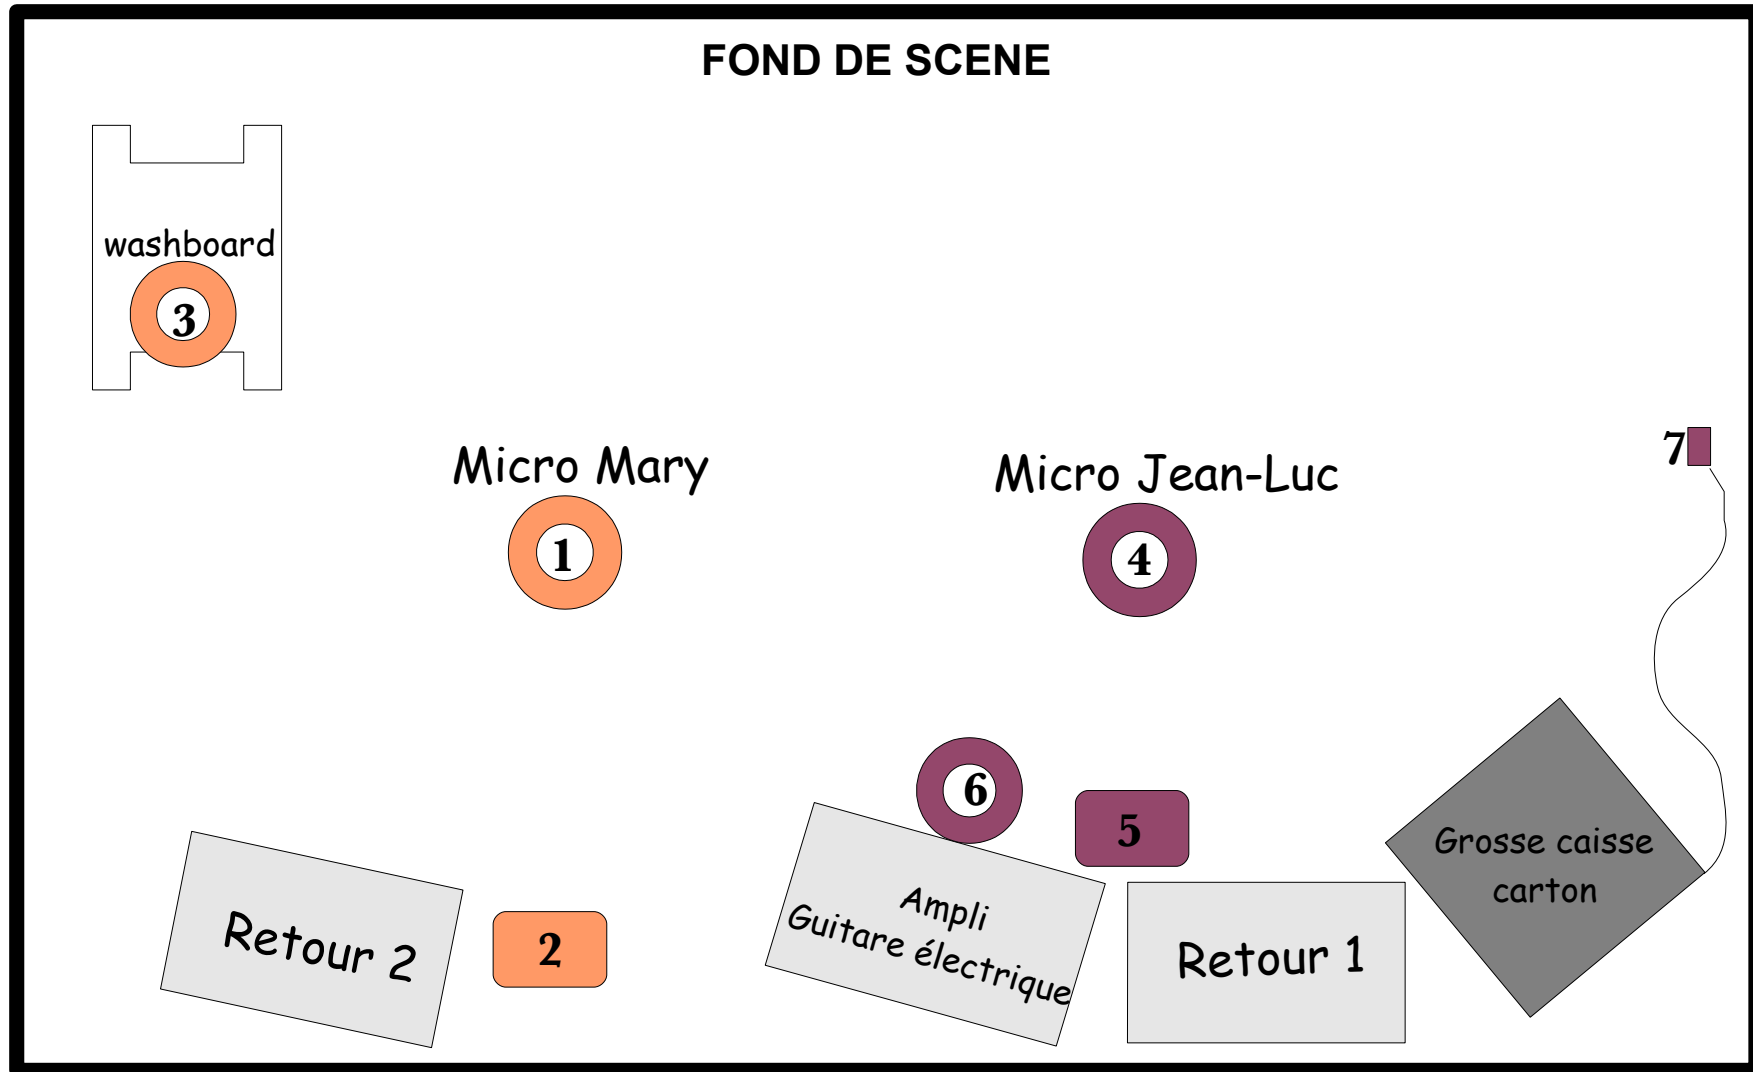 FOND DE SCENE
washboard
3
Micro Mary
1
Micro Jean-Luc
4
7
6
5
Ampli
Guitare électrique
Retour 2
2
Retour 1
Grosse caisse
carton